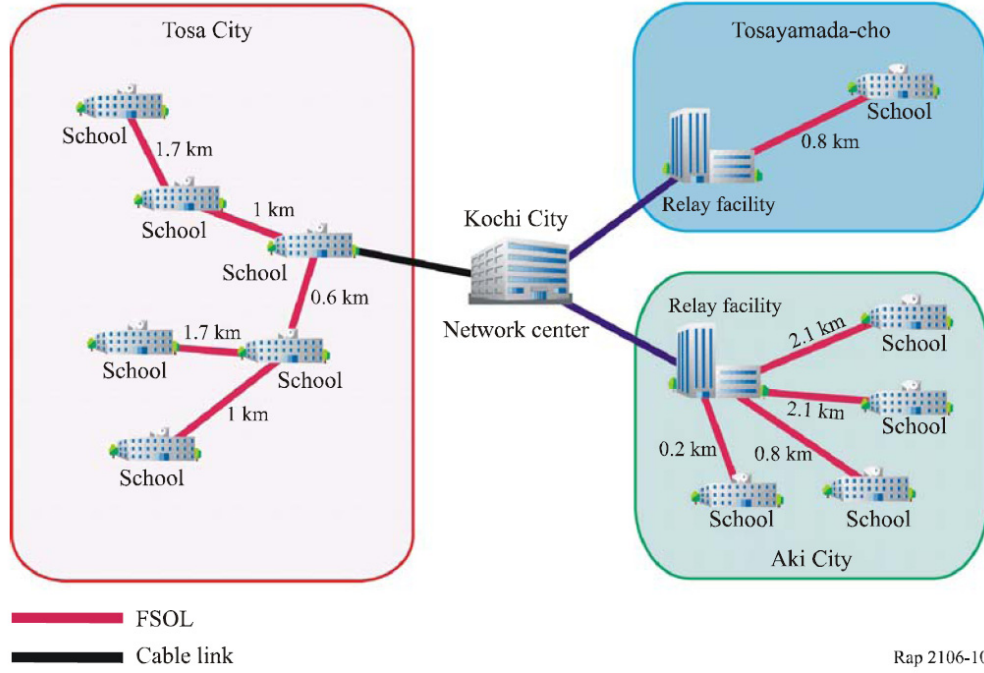 Tosa City
School
1.7 km
School
1 km
School
0.6 km
1.7 km
School
School
1 km
School
Kochi City
Network center
Tosayamada-cho
School
0.8 km
Relay facility
Relay facility
2.1 km
School
2.1 km
School
0.2 km
0.8 km
School
School
Aki City
FSOL
Cable link
Rap 2106-10